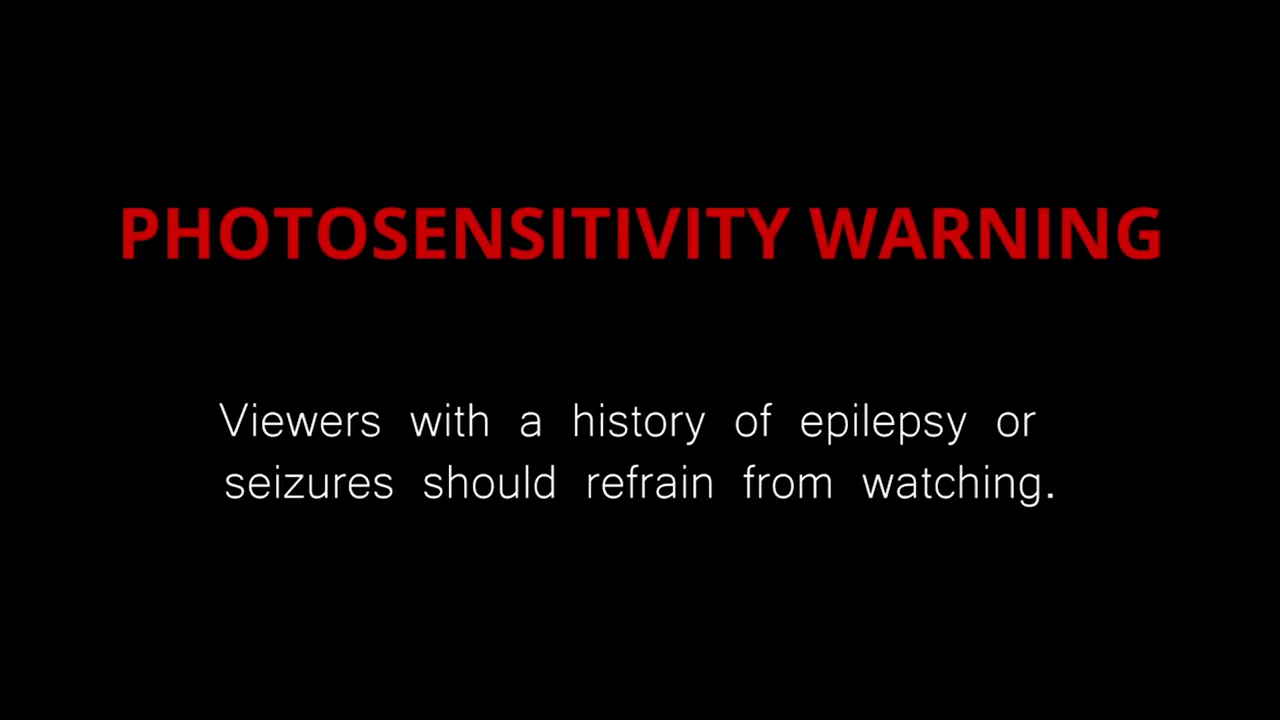 PHOTOSENSITIVITY WARNING
Viewers with a history of epilepsy or
seizures should refrain from watching.